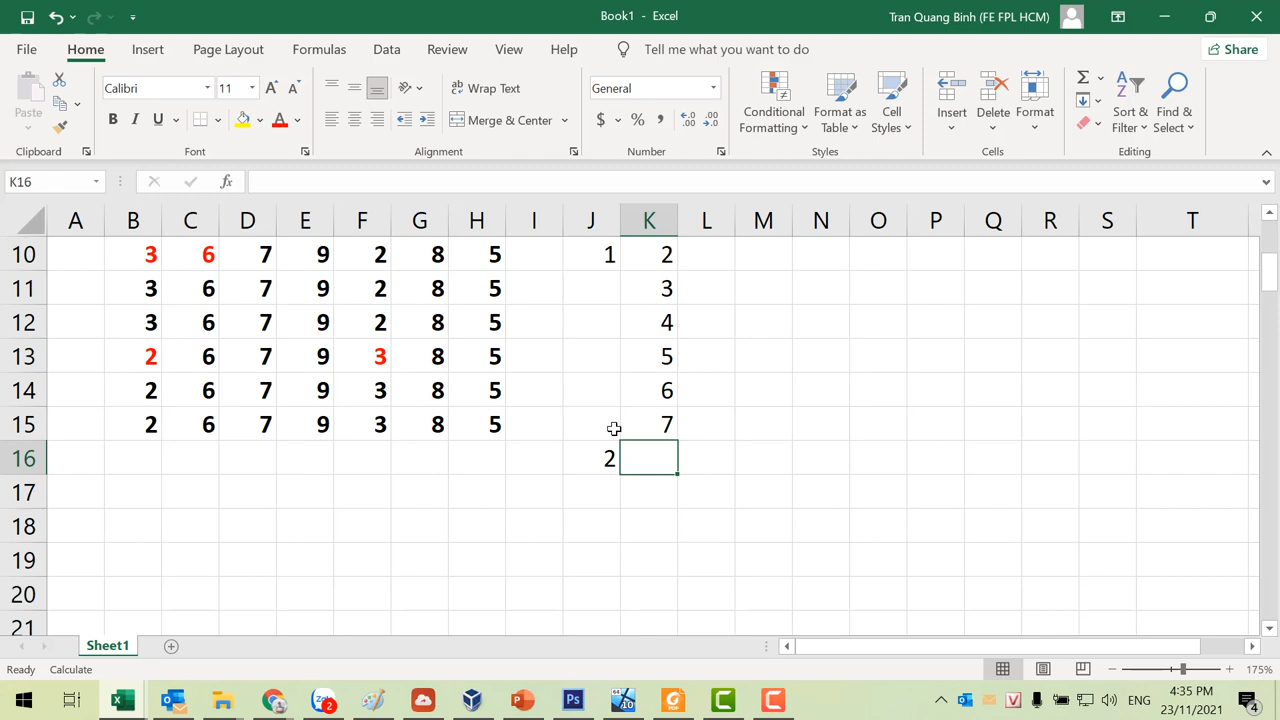 Book1 - Excel
Tran Quang Binh (FE FPL HCM)
File Home Insert Page Layout Formulas Data Review View Help Tell me what you want to do Share
Paste
Calibri 11
B I U
Wrap Text
Merge & Center
General
$ % ,
Conditional Formatting
Format as Table
Cell Styles
Insert Delete Format
Sort & Filter
Find & Select
Clipboard Font Alignment Number Styles Cells Editing
K16 fx
A B C D E F G H I J K L M N O P Q R S T
10 3 6 7 9 2 8 5 1 2
11 3 6 7 9 2 8 5 3
12 3 6 7 9 2 8 5 4
13 2 6 7 9 3 8 5 5
14 2 6 7 9 3 8 5 6
15 2 6 7 9 3 8 5 7
16 2
17
18
19
20
21
Sheet1
Ready Calculate 175%
ENG
4:35 PM
23/11/2021